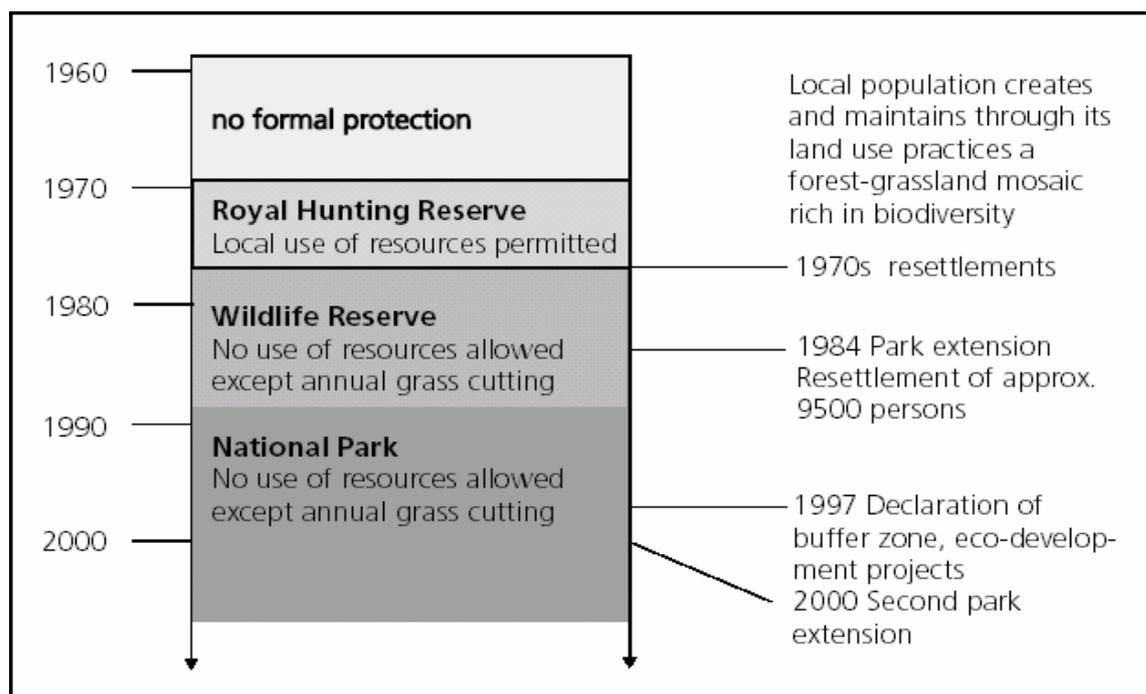 1960
1970
1980
1990
2000
no formal protection
Royal Hunting Reserve
Local use of resources permitted
Wildlife Reserve
No use of resources allowed
except annual grass cutting
National Park
No use of resources allowed
except annual grass cutting
Local population creates
and maintains through its
land use practices a
forest-grassland mosaic
rich in biodiversity
1970s resettlements
1984 Park extension
Resettlement of approx.
9500 persons
1997 Declaration of
buffer zone, eco-develop-
ment projects
2000 Second park
extension